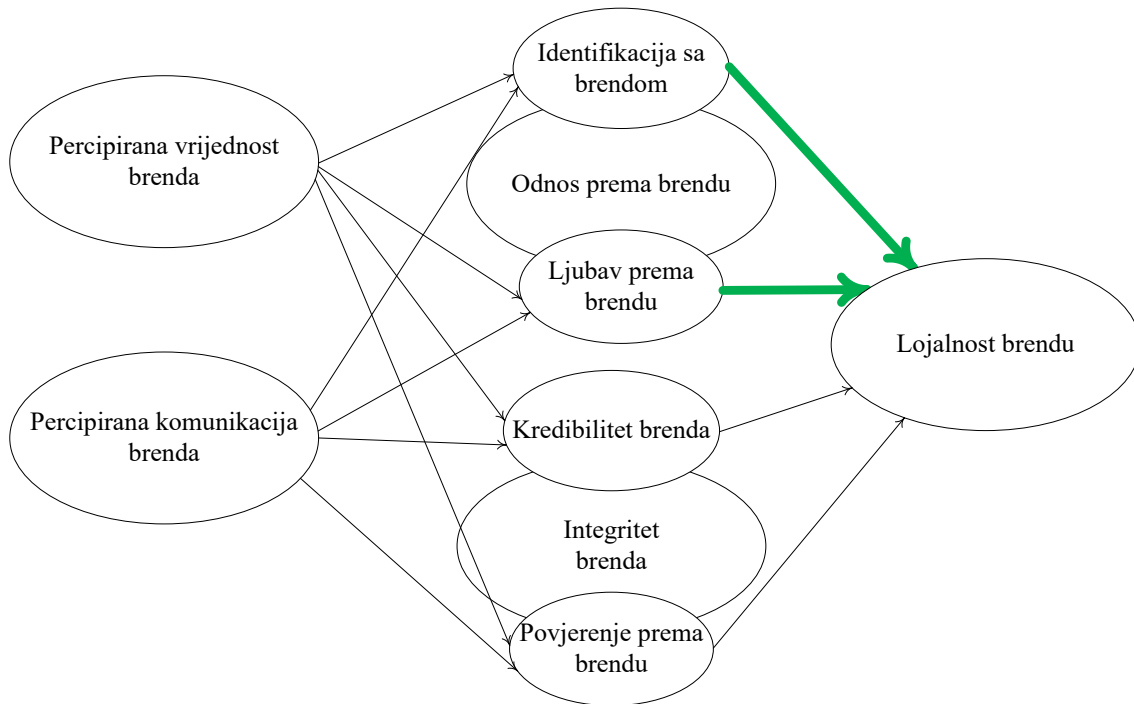 Identifikacija sa
brendom
Percipirana vrijednost
brenda
Odnos prema brendu
Ljubav prema
brendu
Lojalnost brendu
Percipirana komunikacija
brenda
Kredibilitet brenda
Integritet
brenda
Povjerenje prema
brendu